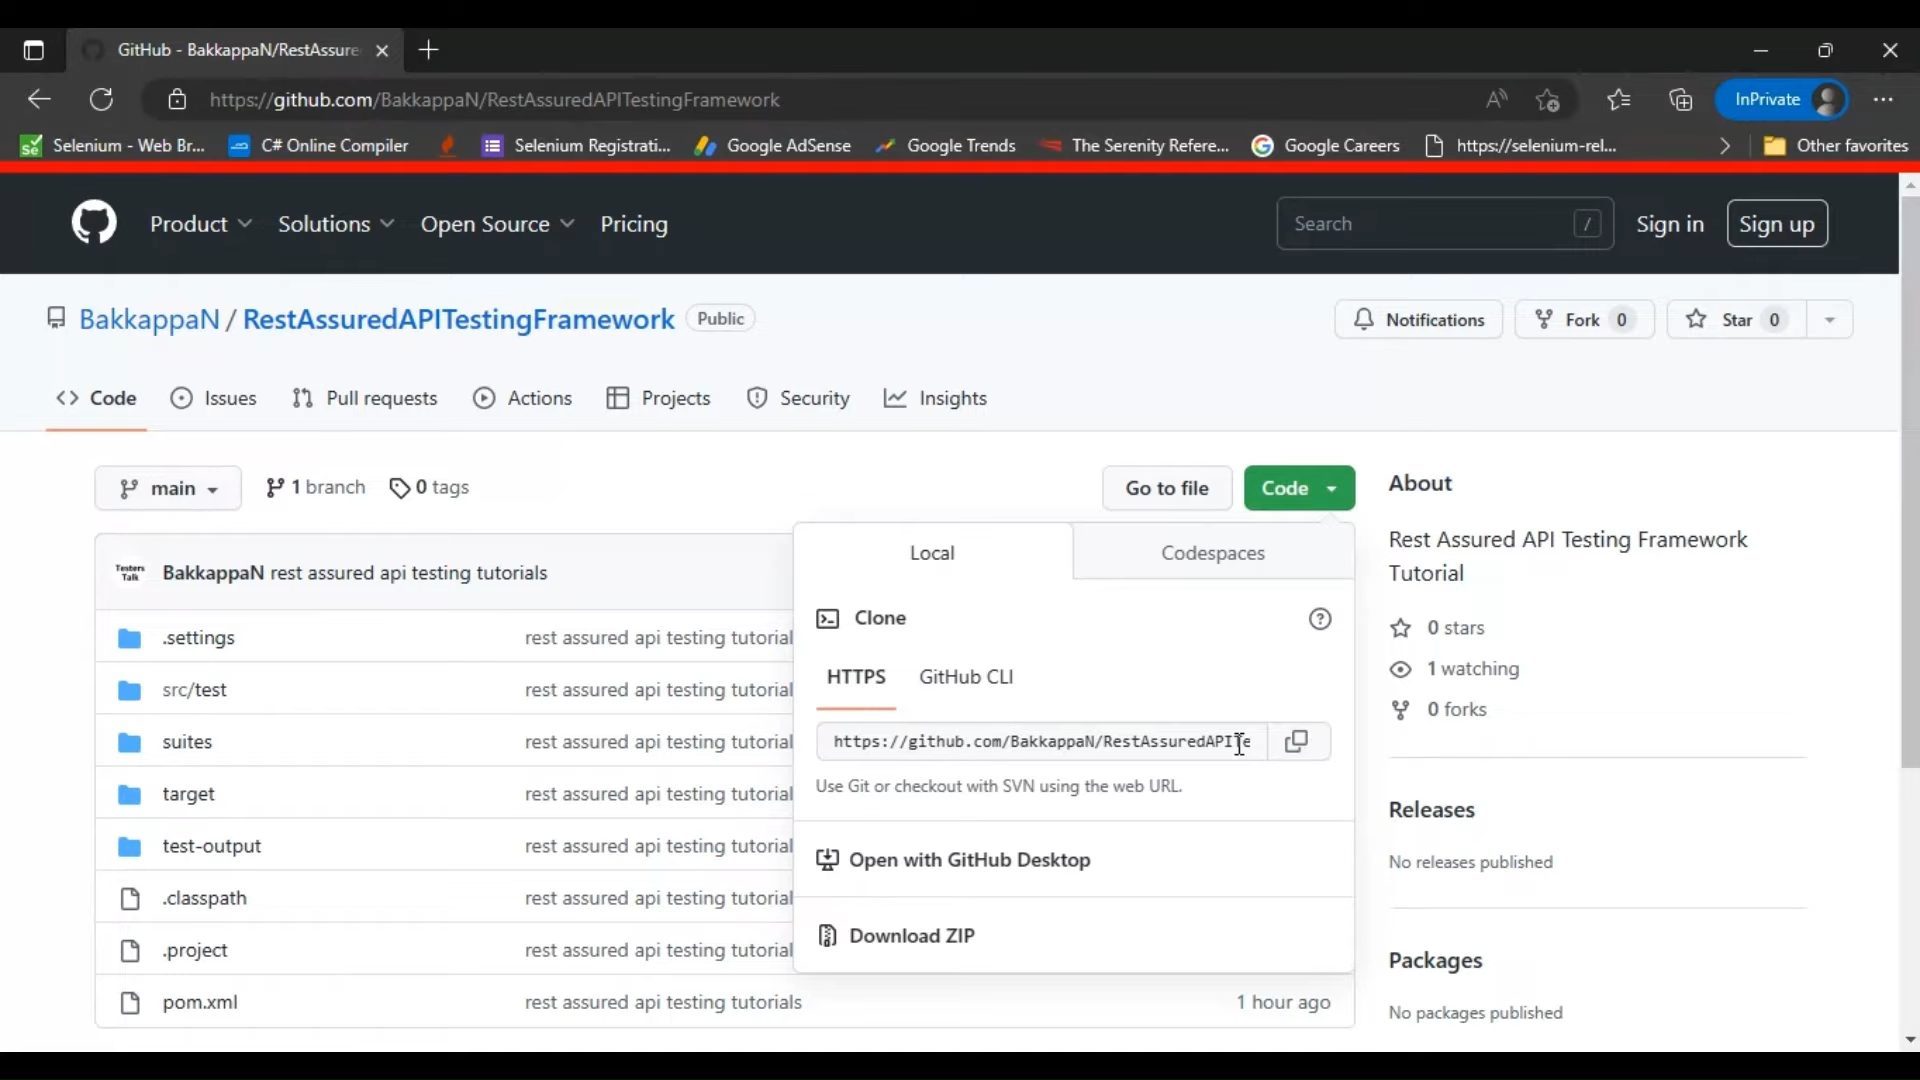 GitHub - BakkappaN/RestAssure
https://github.com/BakkappaN/RestAssuredAPITestingFramework
InPrivate
Selenium - Web Br...
C# Online Compiler
Selenium Registrati...
Google AdSense
Google Trends
The Serenity Refere...
Google Careers
https://selenium-rel...
Other favorites
Product
Solutions
Open Source
Pricing
Search
/
Sign in
Sign up
BakkappaN / RestAssuredAPITestingFramework
Public
Notifications
Fork 0
Star 0
Code
Issues
Pull requests
Actions
Projects
Security
Insights
main
1 branch
0 tags
Go to file
Code
Testers
Talk
BakkappaN rest assured api testing tutorials
.settings rest assured api testing tutorial
src/test rest assured api testing tutorial
suites rest assured api testing tutorial
target rest assured api testing tutorial
test-output rest assured api testing tutorial
.classpath rest assured api testing tutorial
.project rest assured api testing tutorial
pom.xml rest assured api testing tutorials 1 hour ago
Local
Codespaces
Clone
HTTPS
GitHub CLI
https://github.com/BakkappaN/RestAssuredAPITe
Use Git or checkout with SVN using the web URL.
Open with GitHub Desktop
Download ZIP
About
Rest Assured API Testing Framework
Tutorial
0 stars
1 watching
0 forks
Releases
No releases published
Packages
No packages published